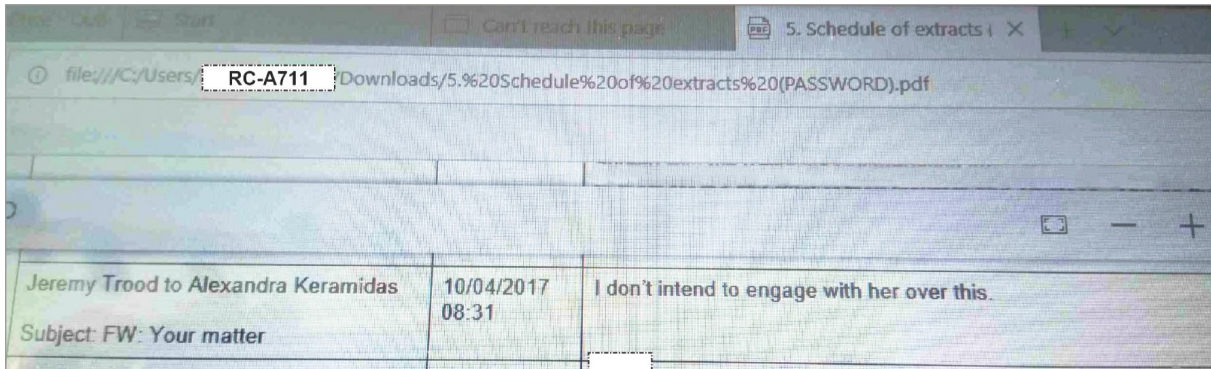 Start
Can't reach this page
5. Schedule of extracts (
file:///C:/Users/ RC-A711 /Downloads/5.%20Schedule%20of%20extracts%20(PASSWORD).pdf
Jeremy Trood to Alexandra Keramidas
Subject: FW: Your matter
10/04/2017
08:31
I don't intend to engage with her over this.